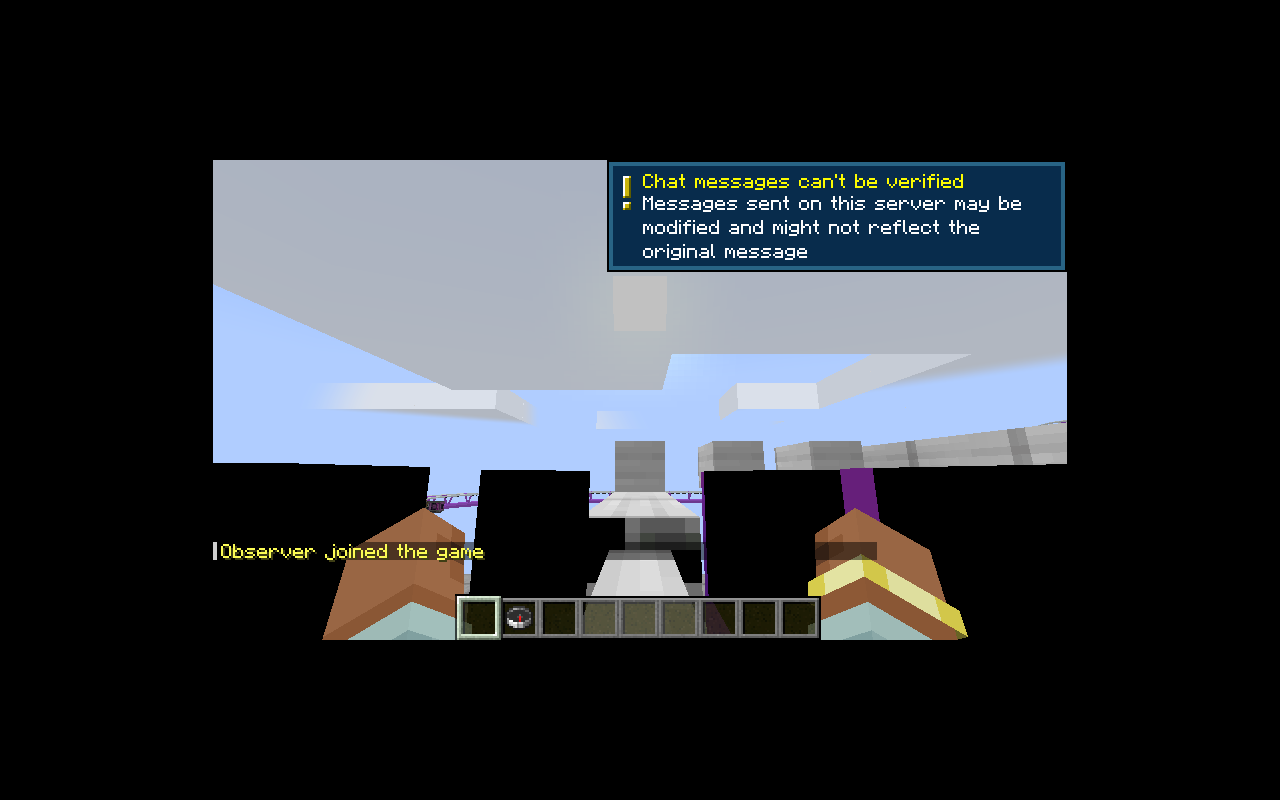 Chat messages can't be verified
Messages sent on this server may be
modified and might not reflect the
original message
Observer joined the game